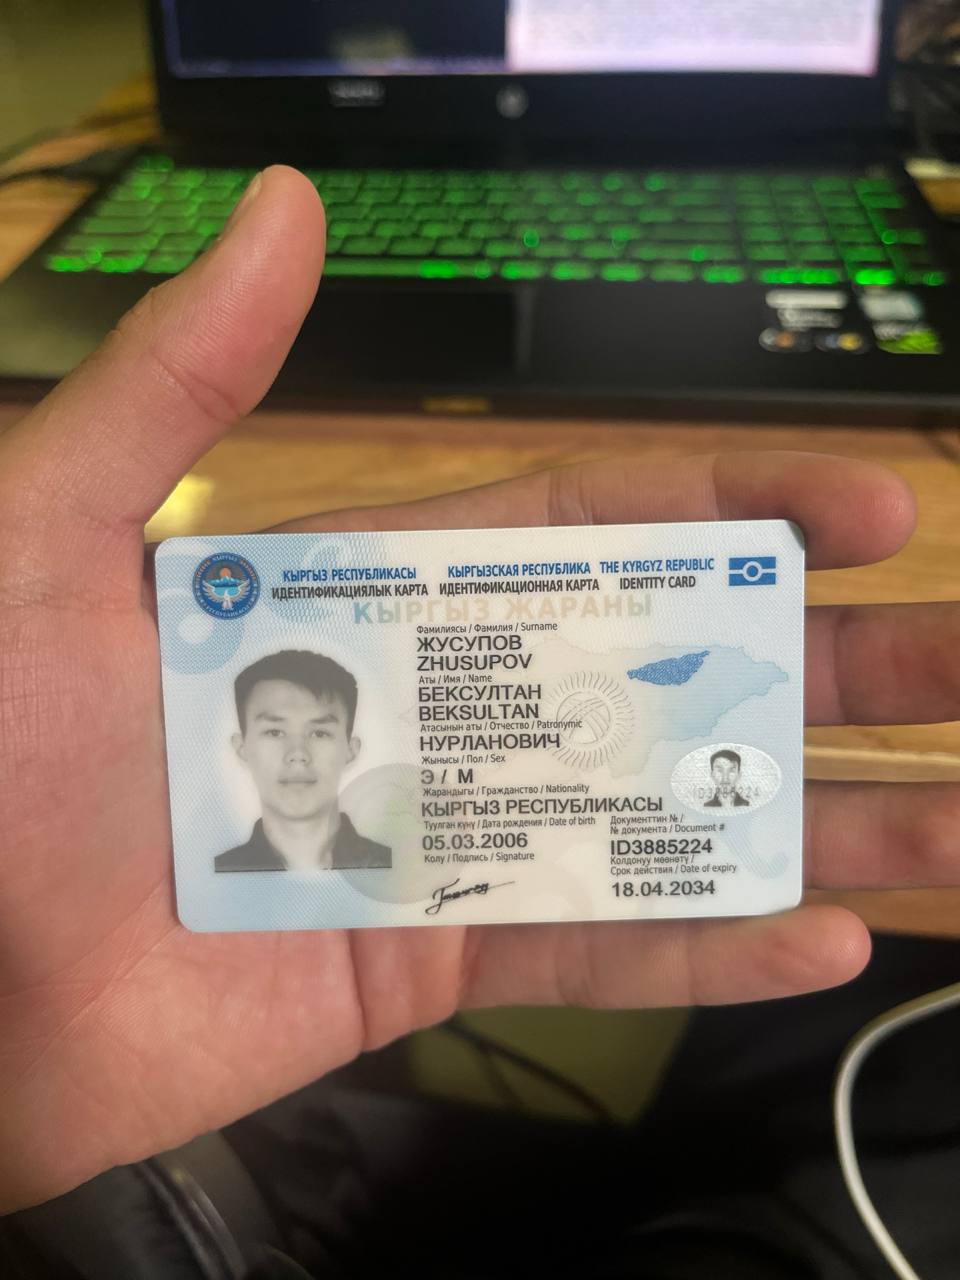 КЫРГЫЗ РЕСПУБЛИКАСЫ КЫРГЫЗСКАЯ РЕСПУБЛИКА THE KYRGYZ REPUBLIC
ИДЕНТИФИКАЦИЯЛЫК КАРТА ИДЕНТИФИКАЦИОННАЯ КАРТА IDENTITY CARD
КЫРГЫЗ ЖАРАНЫ
Фамилиясы / Фамилия / Surname
ЖУСУПОВ
ZHUSUPOV
Аты / Имя / Name
БЕКСУЛТАН
BEKSULTAN
Атасынын аты / Отчество / Patronymic
НУРЛАНОВИЧ
Жынысы / Пол / Sex
Э / М
Жарандыгы / Гражданство / Nationality
КЫРГЫЗ РЕСПУБЛИКАСЫ
Туулган күнү / Дата рождения / Date of birth
05.03.2006
Колу / Подпись / Signature
ID3885224
Документтин № /
№ документа / Document #
ID3885224
Колдонуу мөөнөтү /
Срок действия / Date of expiry
18.04.2034